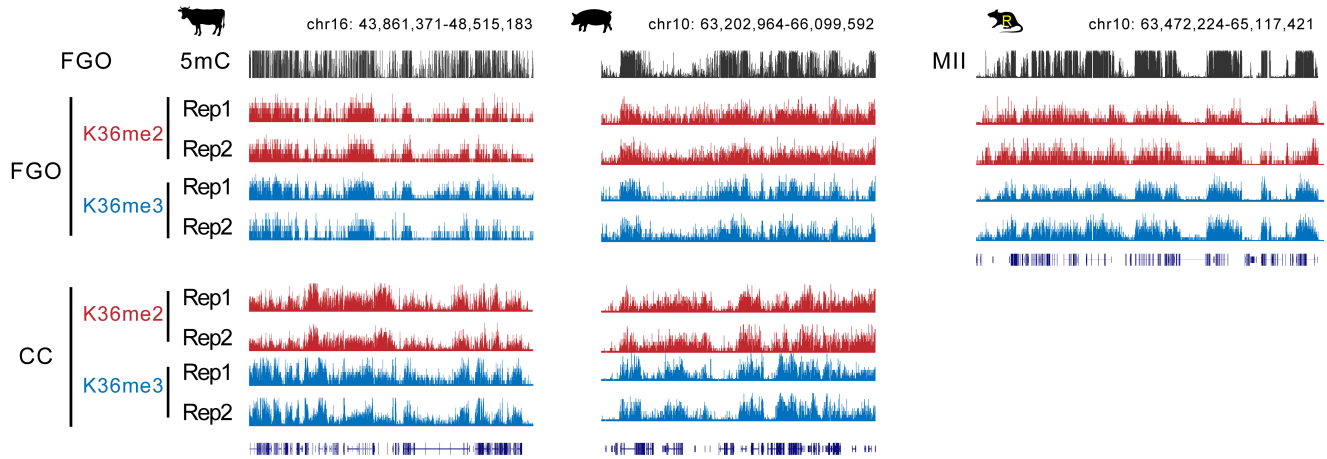 chr16: 43,861,371-48,515,183
chr10: 63,202,964-66,099,592
R
chr10: 63,472,224-65,117,421
FGO
5mC
MII
FGO
K36me2
Rep1
Rep2
K36me3
Rep1
Rep2
CC
K36me2
Rep1
Rep2
K36me3
Rep1
Rep2